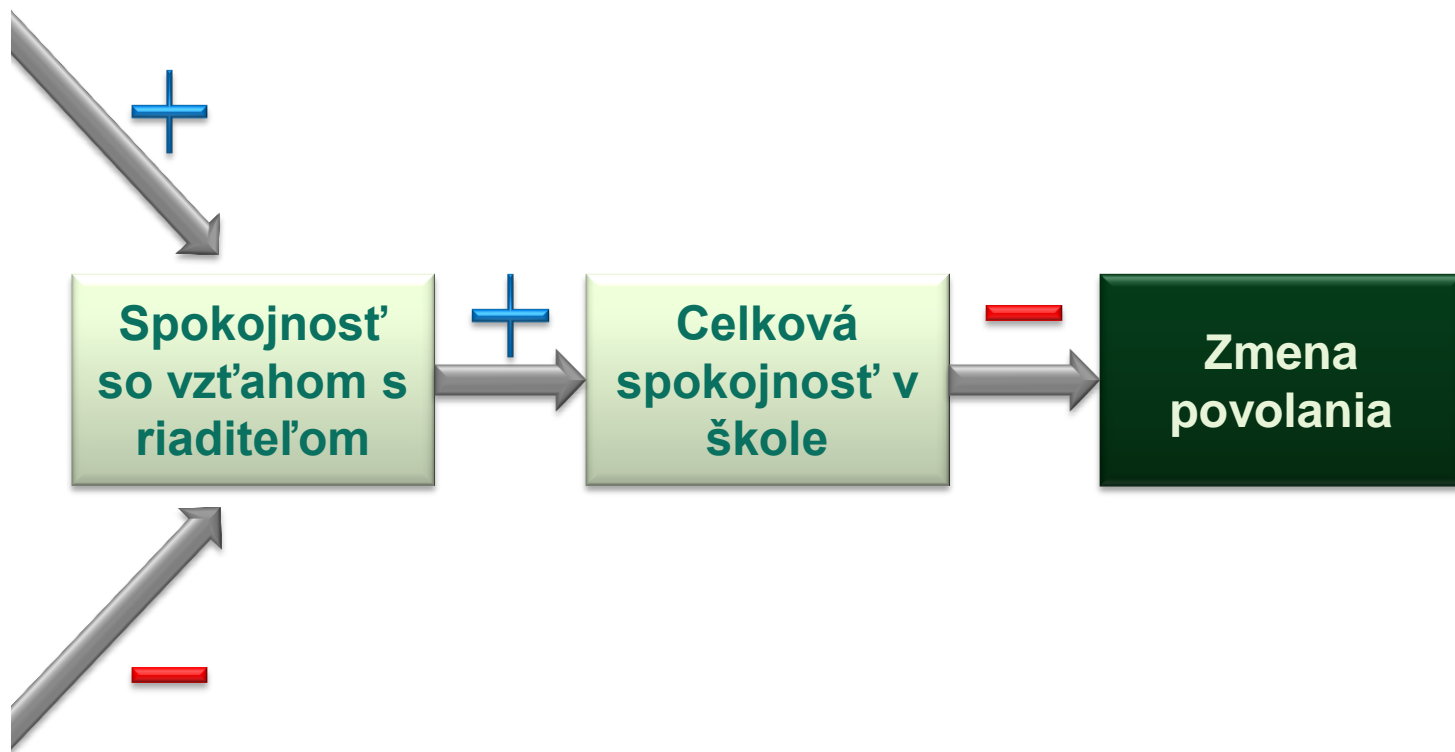 Spokojnosť
so vzťahom s
riaditeľom
Celková
spokojnosť v
škole
Zmena
povolania